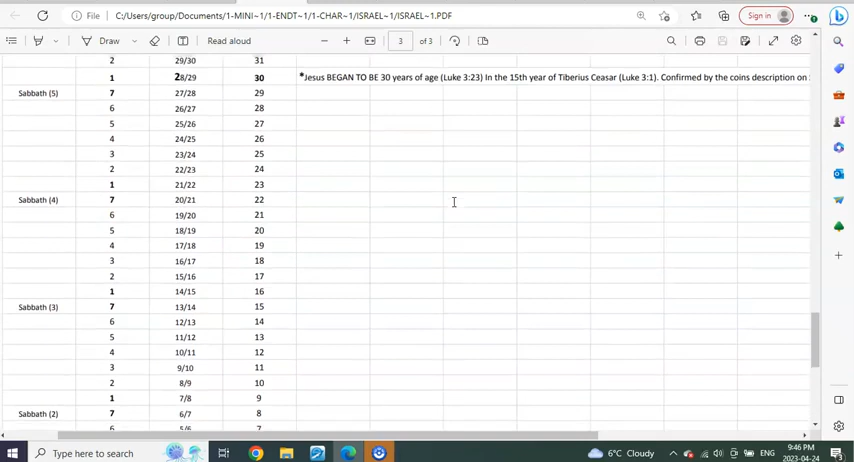 File C:/Users/group/Documents/1-MINI~1/1-ENDT~1/1-CHAR~1/ISRAEL~1/ISRAEL~1.PDF Sign in
Draw Read aloud 3 of 3
2 29/30 31
1 28/29 30 *Jesus BEGAN TO BE 30 years of age (Luke 3:23) In the 15th year of Tiberius Ceasar (Luke 3:1). Confirmed by the coins description on
Sabbath (5) 7 27/28 29
6 26/27 28
5 25/26 27
4 24/25 26
3 23/24 25
2 22/23 24
1 21/22 23
Sabbath (4) 7 20/21 22
6 19/20 21
5 18/19 20
4 17/18 19
3 16/17 18
2 15/16 17
1 14/15 16
Sabbath (3) 7 13/14 15
6 12/13 14
5 11/12 13
4 10/11 12
3 9/10 11
2 8/9 10
1 7/8 9
Sabbath (2) 7 6/7 8
6 5/6 7
Type here to search 6°C Cloudy ENG 9:46 PM
2023-04-24 3